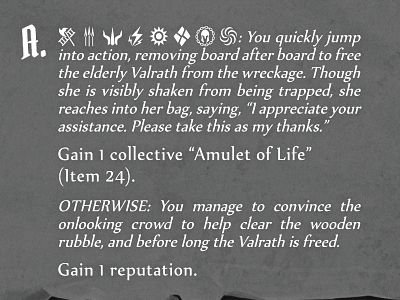 A. : You quickly jump
into action, removing board after board to free
the elderly Valrath from the wreckage. Though
she is visibly shaken from being trapped, she
reaches into her bag, saying, “I appreciate your
assistance. Please take this as my thanks.”
Gain 1 collective “Amulet of Life”
(Item 24).
OTHERWISE: You manage to convince the
onlooking crowd to help clear the wooden
rubble, and before long the Valrath is freed.
Gain 1 reputation.